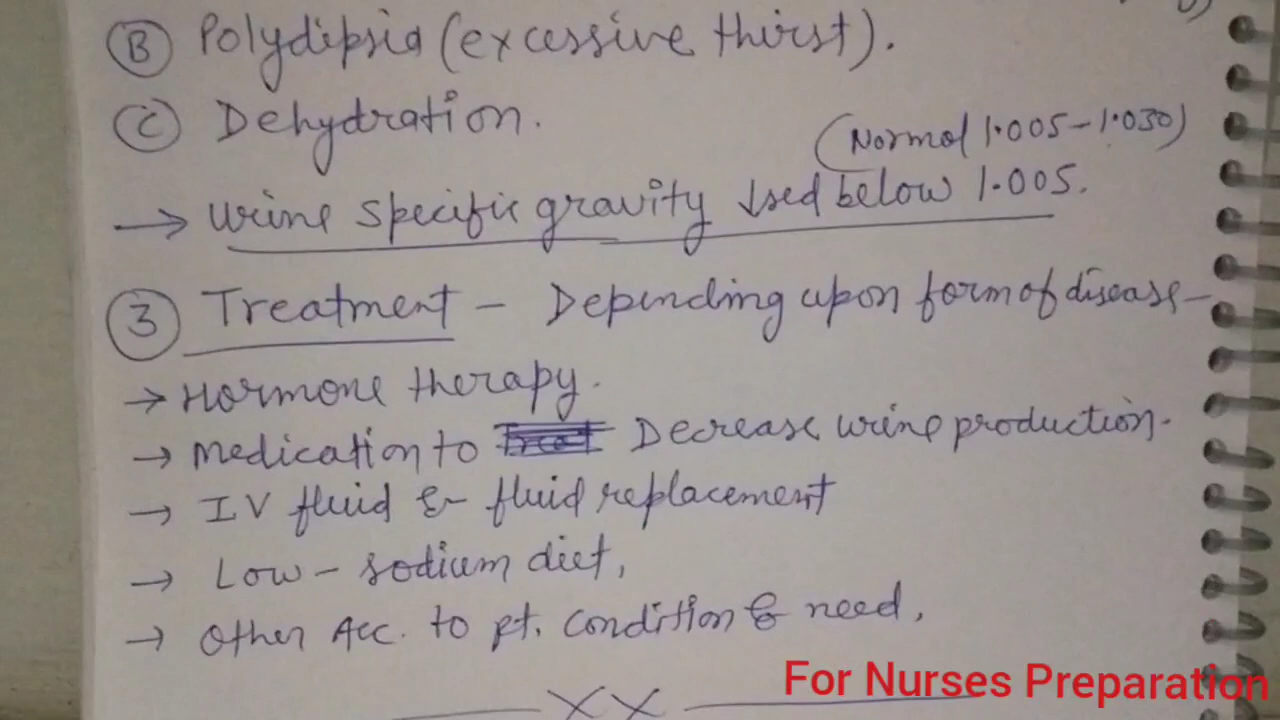 Ⓑ Polydipsia (excessive thirst).
Ⓒ Dehydration.
(Normal 1.005-1.030)
→ Urine specific gravity ↓sed below 1.005.
③ Treatment - Depending upon form of disease-
→ Hormone therapy.
→ Medication to Decrease urine production.
→ IV fluid & fluid replacement
→ Low-sodium diet,
→ Other Acc. to pt. condition & need,
XX
For Nurses Preparation